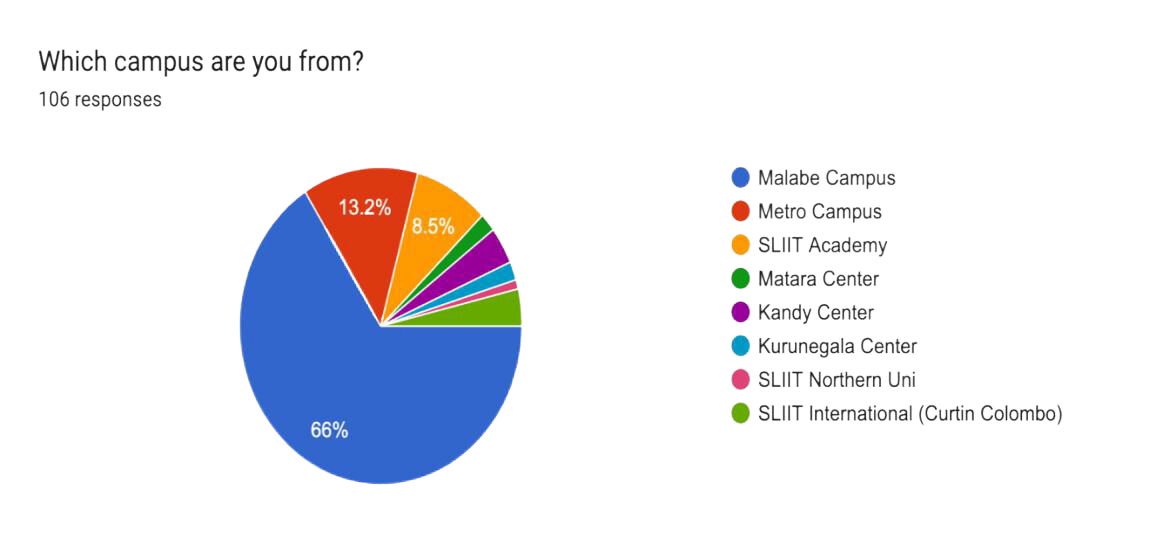 Which campus are you from?
106 responses
13.2%
8.5%
66%
Malabe Campus
Metro Campus
SLIIT Academy
Matara Center
Kandy Center
Kurunegala Center
SLIIT Northern Uni
SLIIT International (Curtin Colombo)